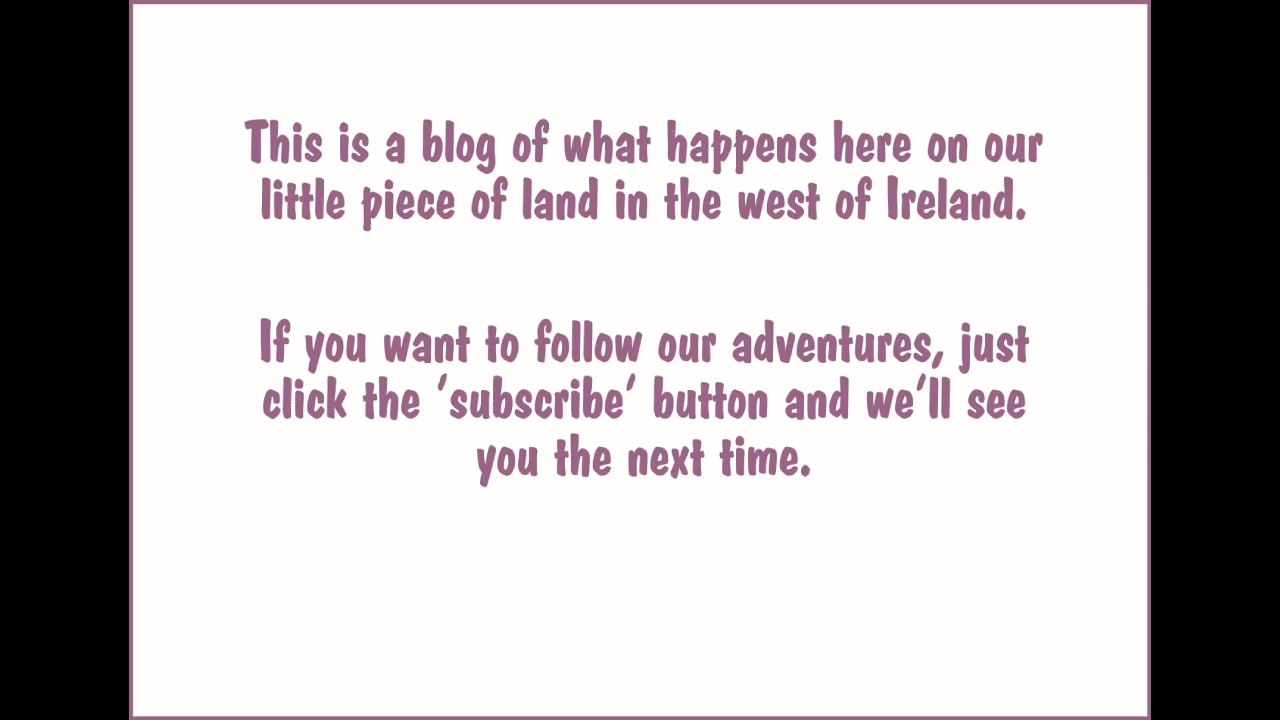 This is a blog of what happens here on our
little piece of land in the west of Ireland.
If you want to follow our adventures, just
click the ‘subscribe’ button and we’ll see
you the next time.